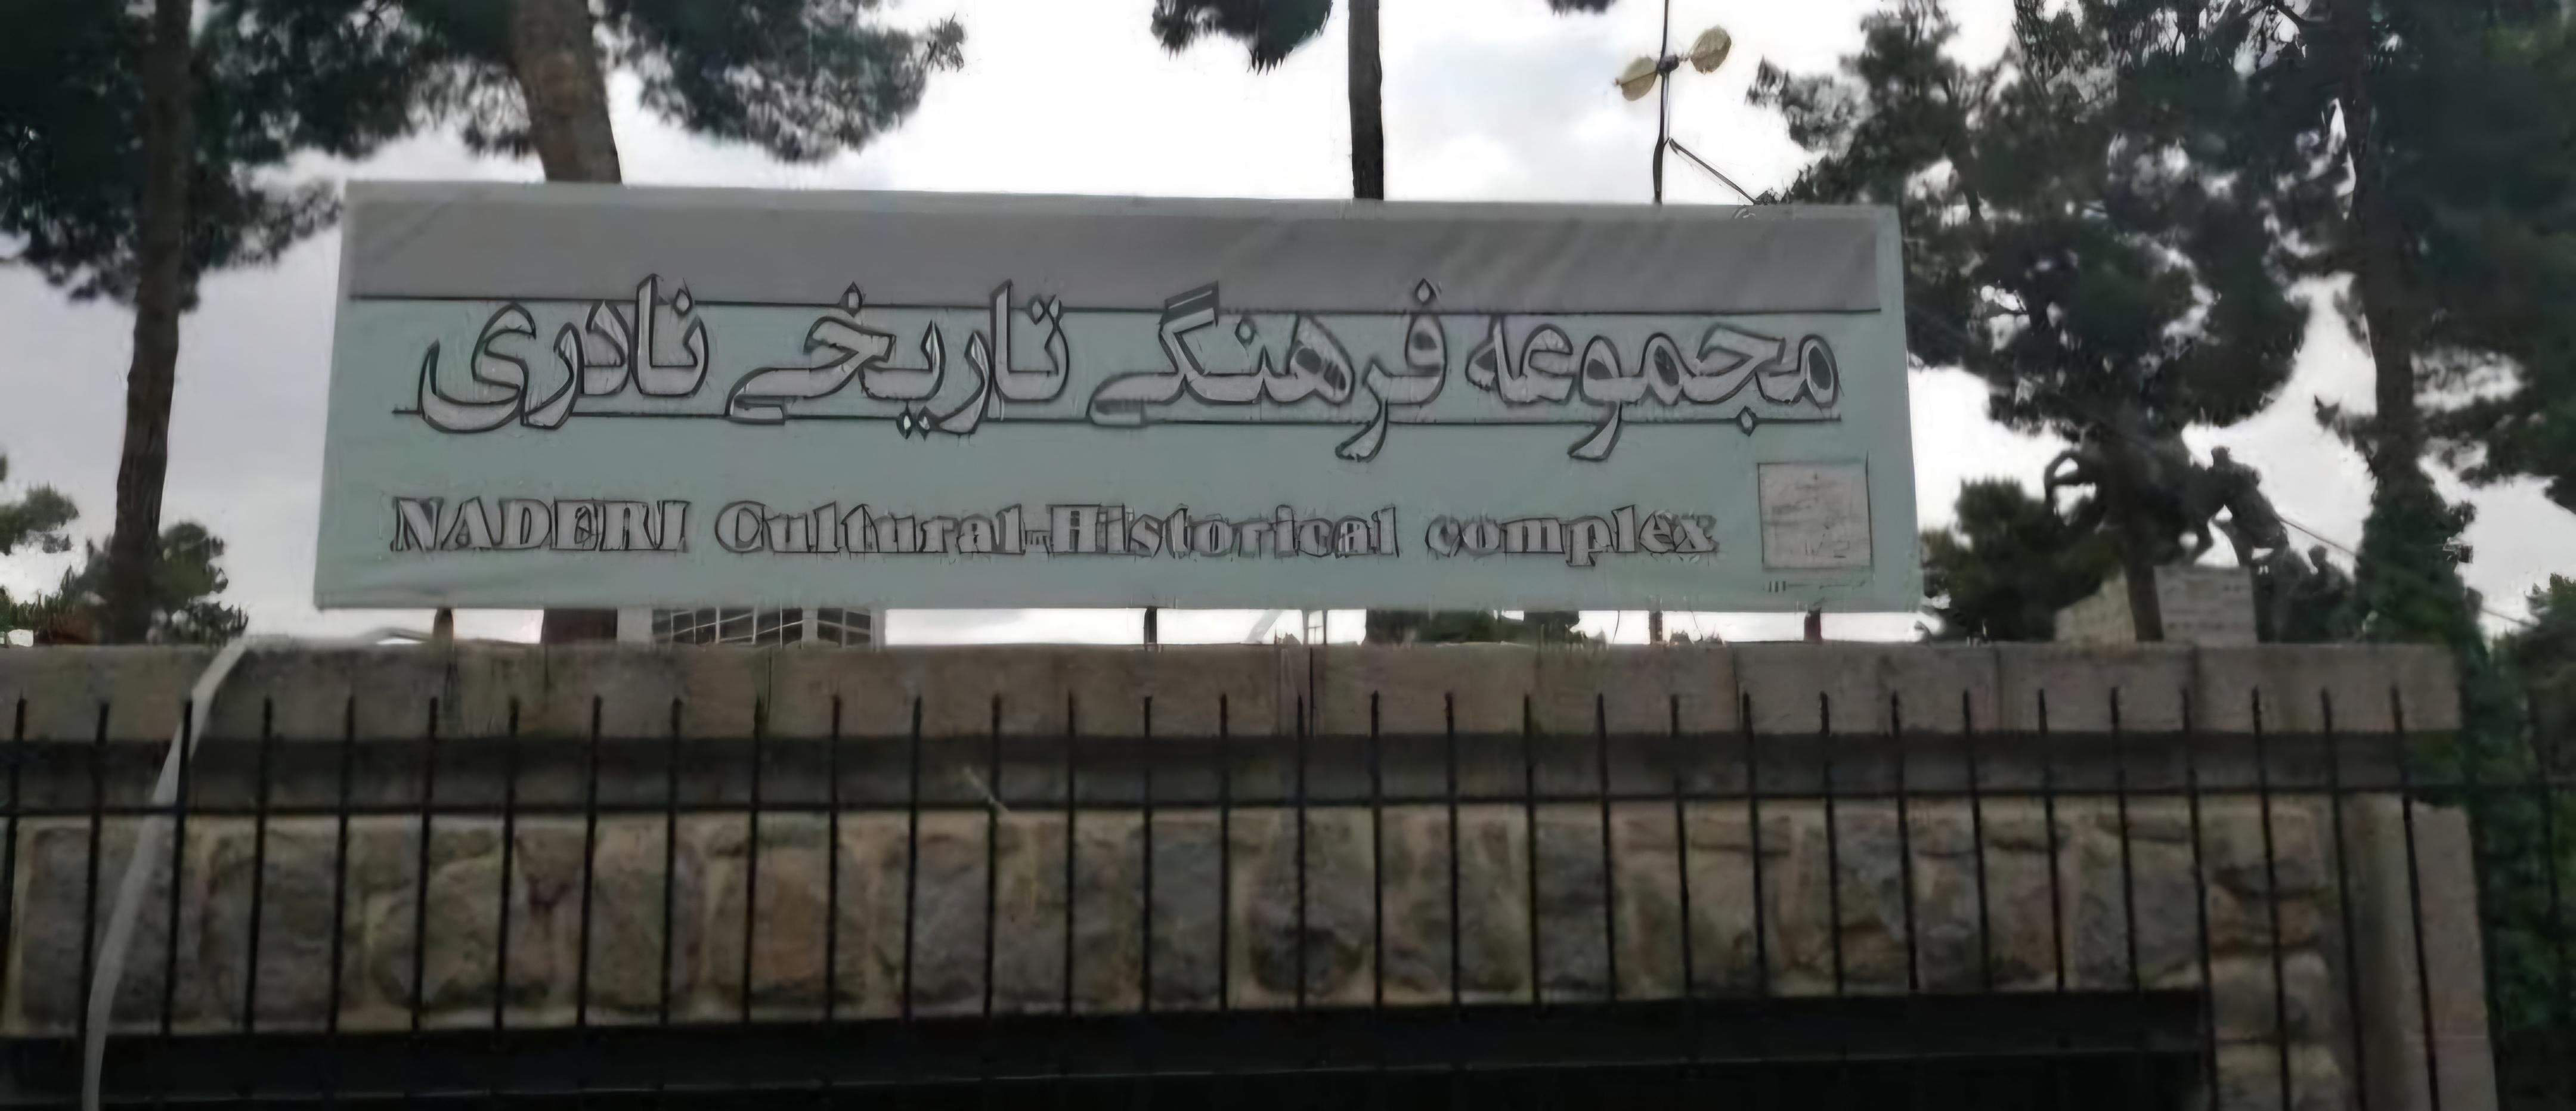 مجموعه فرهنگی تاریخی نادری
NADERI Cultural-Historical complex